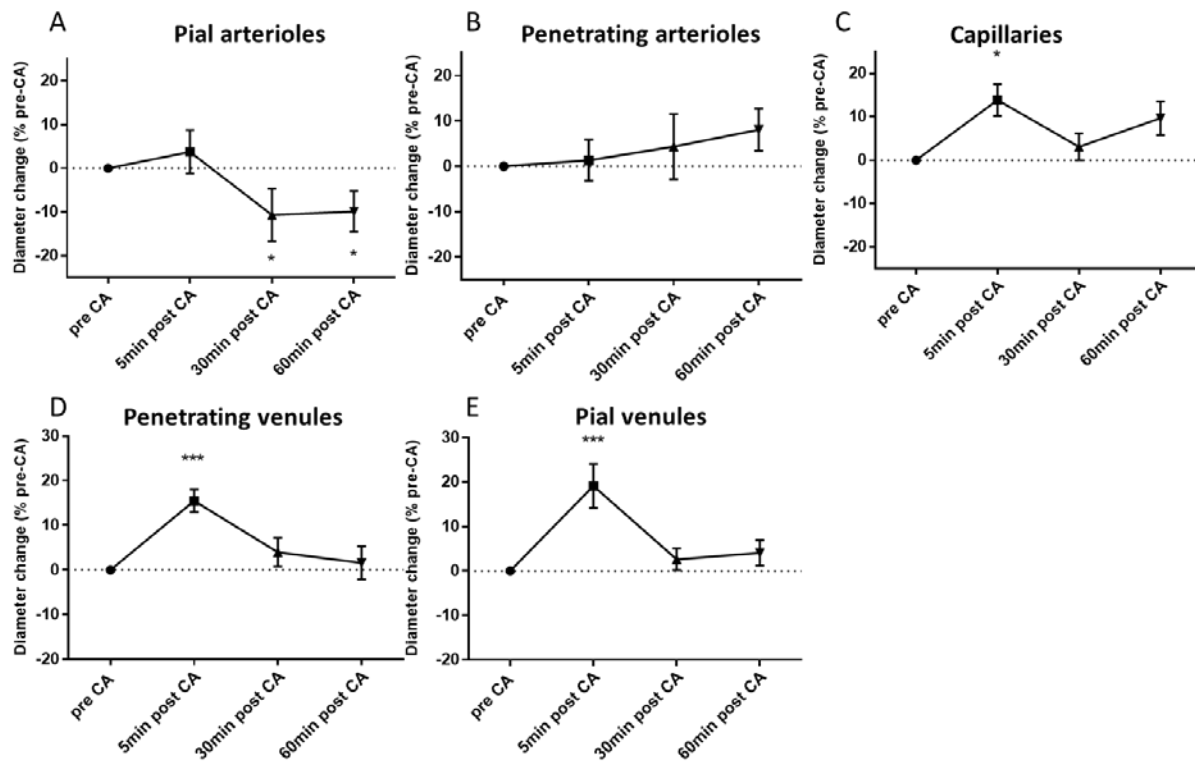 A
Pial arterioles
Diameter change (% pre-CA)
20
10
0
-10
-20
*
*
pre CA
5min post CA
30min post CA
60min post CA
B
Penetrating arterioles
Diameter change (% pre-CA)
20
10
0
-10
-20
pre CA
5min post CA
30min post CA
60min post CA
C
Capillaries
Diameter change (% pre-CA)
20
10
0
-10
-20
*
pre CA
5min post CA
30min post CA
60min post CA
D
Penetrating venules
Diameter change (% pre-CA)
30
20
10
0
-10
-20
***
pre CA
5min post CA
30min post CA
60min post CA
E
Pial venules
Diameter change (% pre-CA)
30
20
10
0
-10
-20
***
pre CA
5min post CA
30min post CA
60min post CA